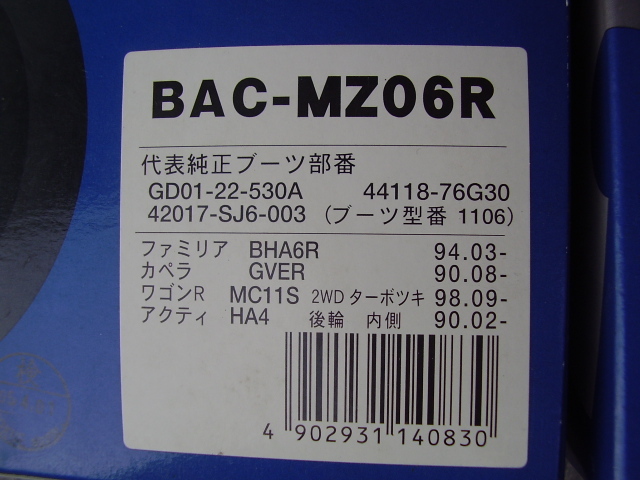 BAC-MZ06R
代表純正ブーツ部番
GD01-22-530A 44118-76G30
42017-SJ6-003 (ブーツ型番 1106)
ファミリア BHA6R 94.03-
カペラ GVER 90.08-
ワゴンR MC11S 2WD ターボツキ 98.09-
アクティ HA4 後輪 内側 90.02-
4 902931 140830